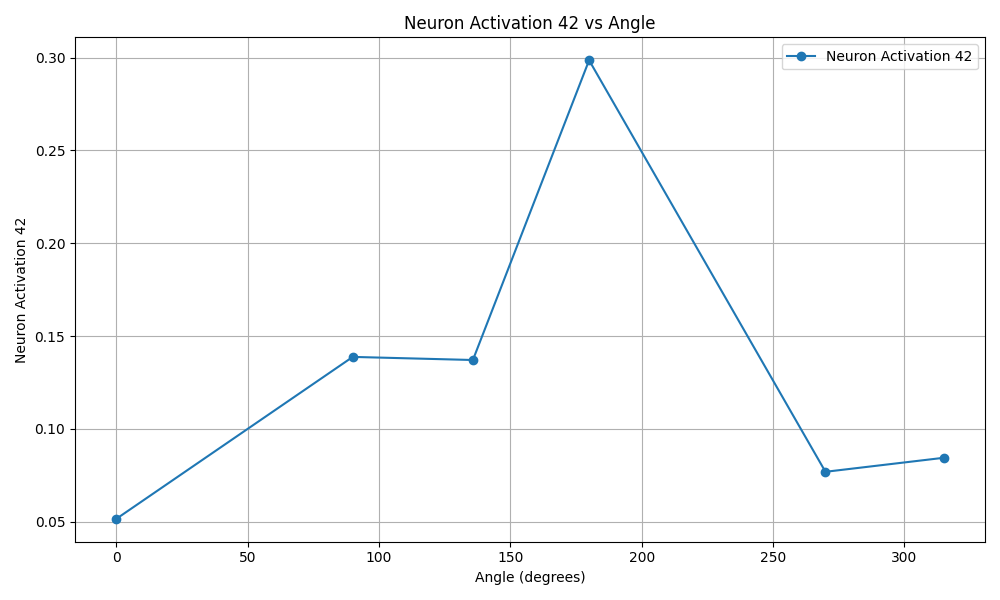 Neuron Activation 42 vs Angle
Neuron Activation 42
0.30
0.25
0.20
0.15
0.10
0.05
Neuron Activation 42
0 50 100 150 200 250 300
Angle (degrees)